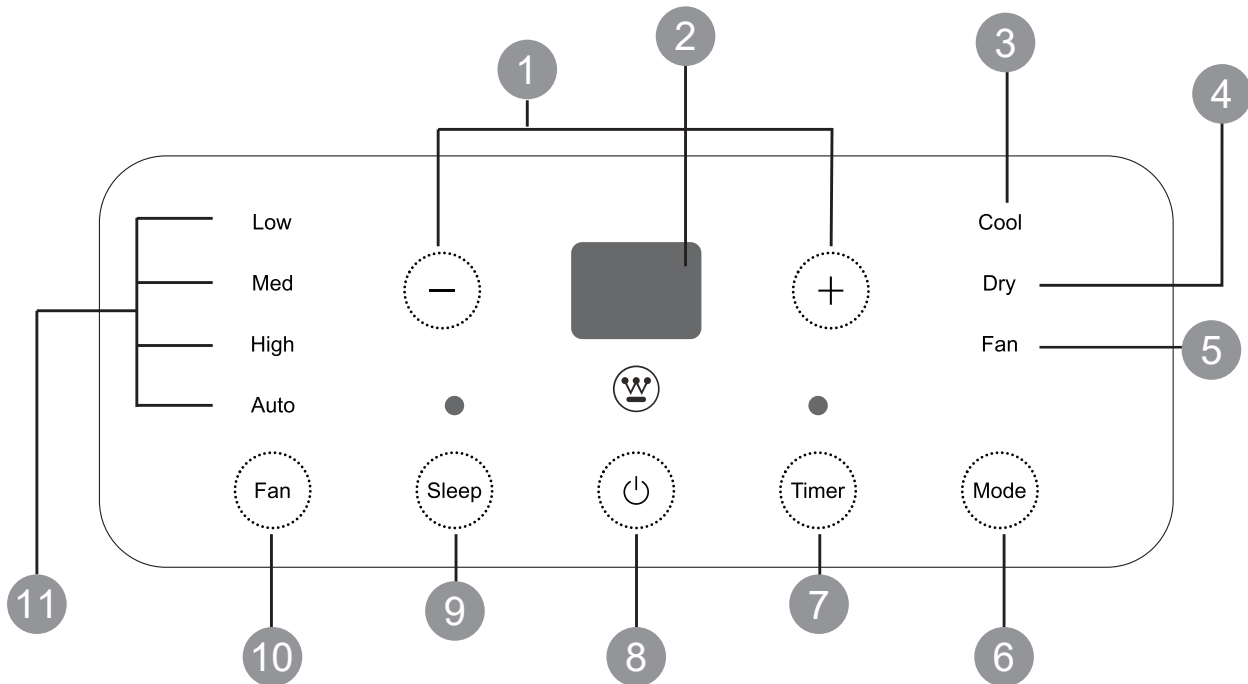 2
3
1
4
Low
Cool
Med
−
+
Dry
High
Fan
5
Auto
Fan
Sleep
Timer
Mode
11
9
7
10
8
6